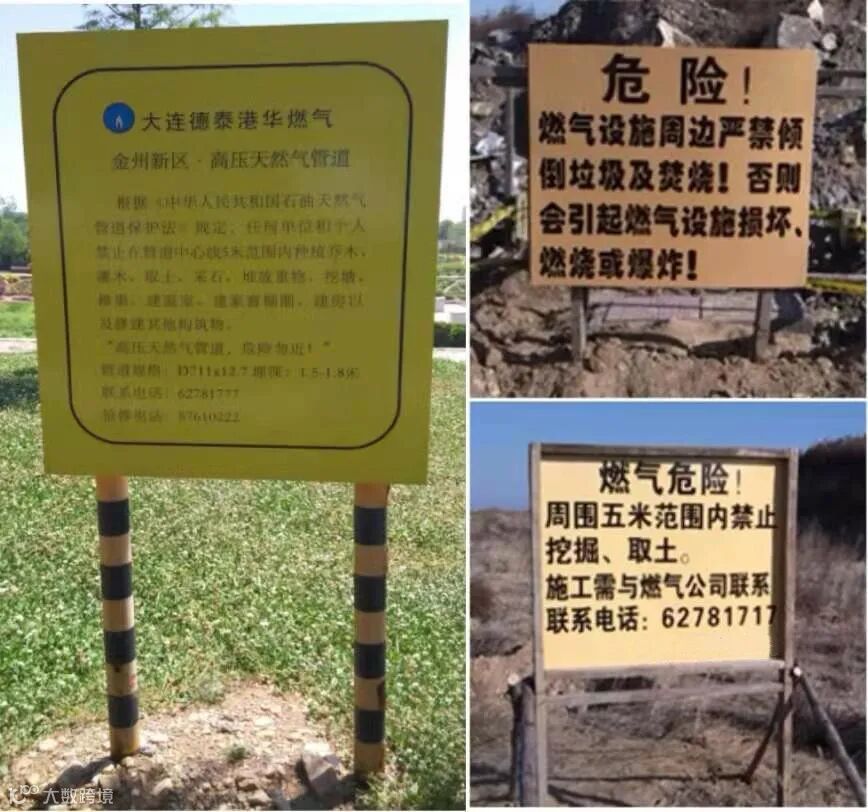 大连德泰港华燃气
金州新区·高压天然气管道
根据《中华人民共和国石油天然气
管道保护法》规定，任何单位和个人
禁止在管道中心线5米范围内种植乔木、
灌木、取土、采石、堆放重物、挖塘、
修渠、建温室、建家畜棚圈、建房以
及修建其他构筑物。
“高压天然气管道，危险勿近！”
管道规格：D711x12.7 埋深：1.5-1.8米
联系电话：62781777
抢修电话：87610222
危险！
燃气设施周边严禁倾
倒垃圾及焚烧！否则
会引起燃气设施损坏、
燃烧或爆炸！
燃气危险！
周围五米范围内禁止
挖掘、取土。
施工需与燃气公司联系
联系电话：62781717
大数跨境